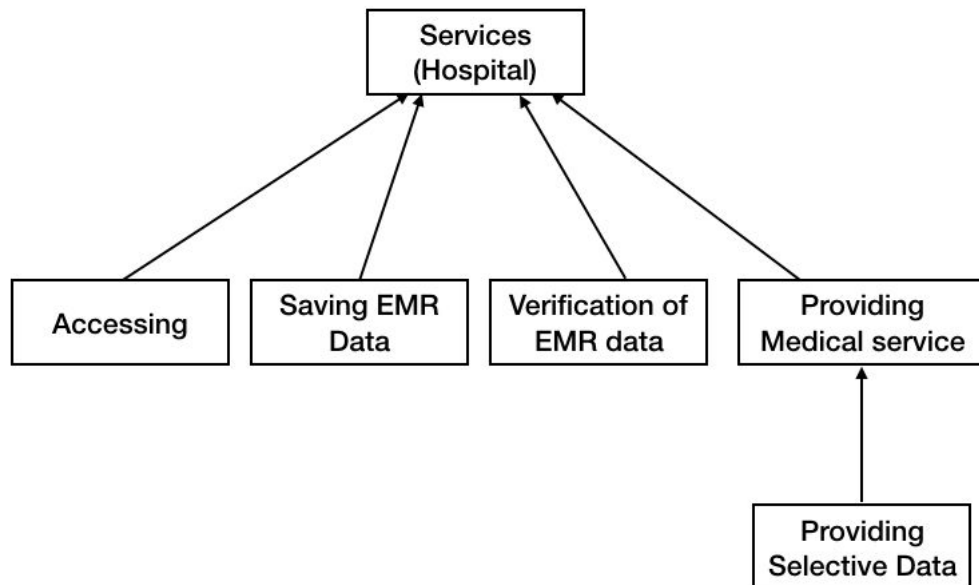 Services
(Hospital)
Accessing
Saving EMR
Data
Verification of
EMR data
Providing
Medical service
Providing
Selective Data